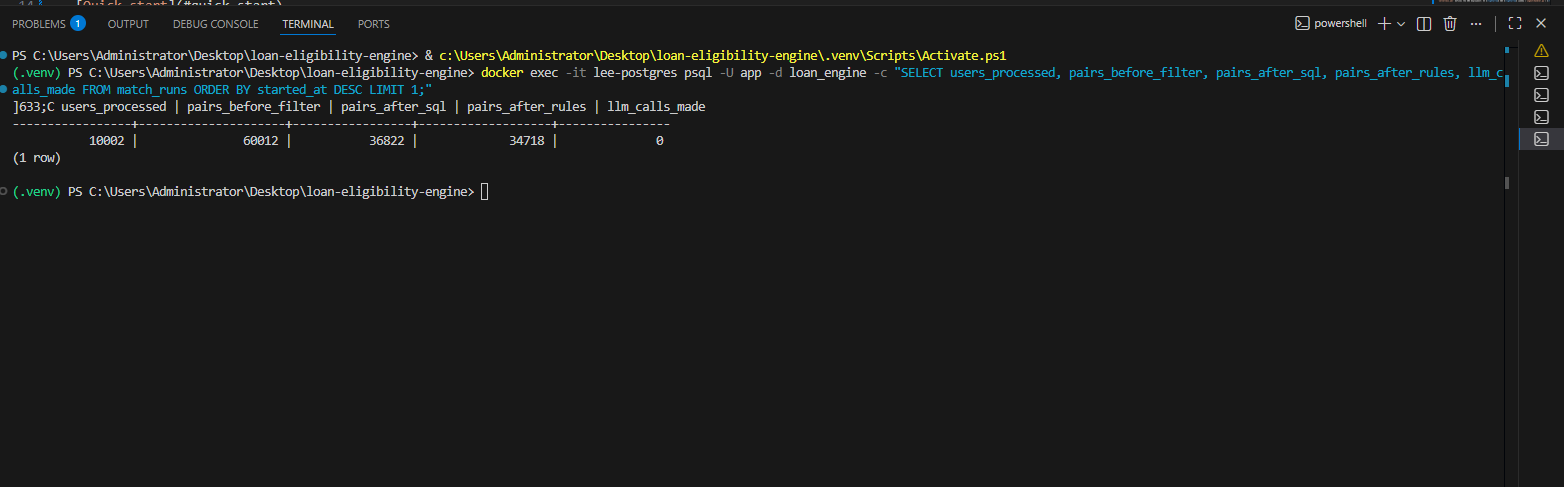 PROBLEMS 1 OUTPUT DEBUG CONSOLE TERMINAL PORTS powershell
PS C:\Users\Administrator\Desktop\loan-eligibility-engine> & c:\Users\Administrator\Desktop\loan-eligibility-engine\.venv\Scripts\Activate.ps1
(.venv) PS C:\Users\Administrator\Desktop\loan-eligibility-engine> docker exec -it lee-postgres psql -U app -d loan_engine -c "SELECT users_processed, pairs_before_filter, pairs_after_sql, pairs_after_rules, llm_c
alls_made FROM match_runs ORDER BY started_at DESC LIMIT 1;"
]633;C users_processed | pairs_before_filter | pairs_after_sql | pairs_after_rules | llm_calls_made
-----------------+---------------------+-----------------+-------------------+----------------
10002 | 60012 | 36822 | 34718 | 0
(1 row)
(.venv) PS C:\Users\Administrator\Desktop\loan-eligibility-engine>